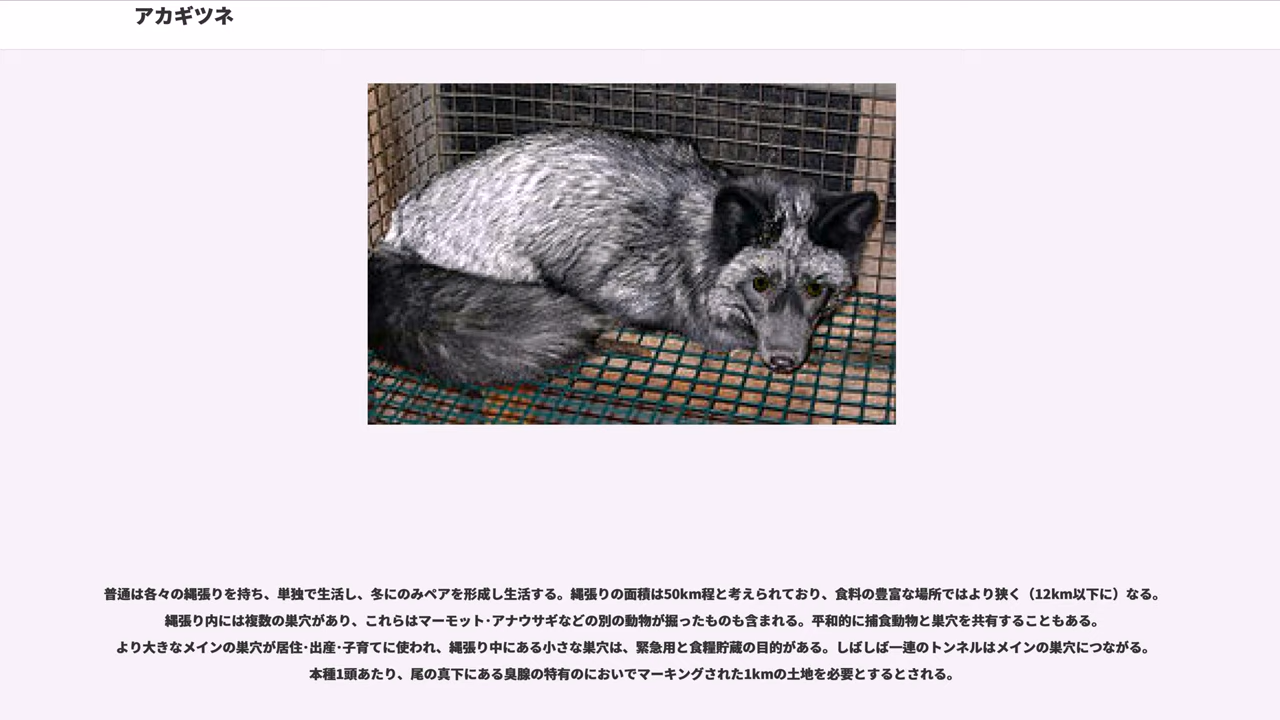 アカギツネ
普通は各々の縄張りを持ち、単独で生活し、冬にのみペアを形成し生活する。縄張りの面積は50km程と考えられており、食料の豊富な場所ではより狭く（12km以下に）なる。
縄張り内には複数の巣穴があり、これらはマーモット･アナウサギなどの別の動物が掘ったものも含まれる。平和的に捕食動物と巣穴を共有することもある。
より大きなメインの巣穴が居住･出産･子育てに使われ、縄張り中にある小さな巣穴は、緊急用と食糧貯蔵の目的がある。しばしば一連のトンネルはメインの巣穴につながる。
本種1頭あたり、尾の真下にある臭腺の特有のにおいでマーキングされた1kmの土地を必要とするとされる。